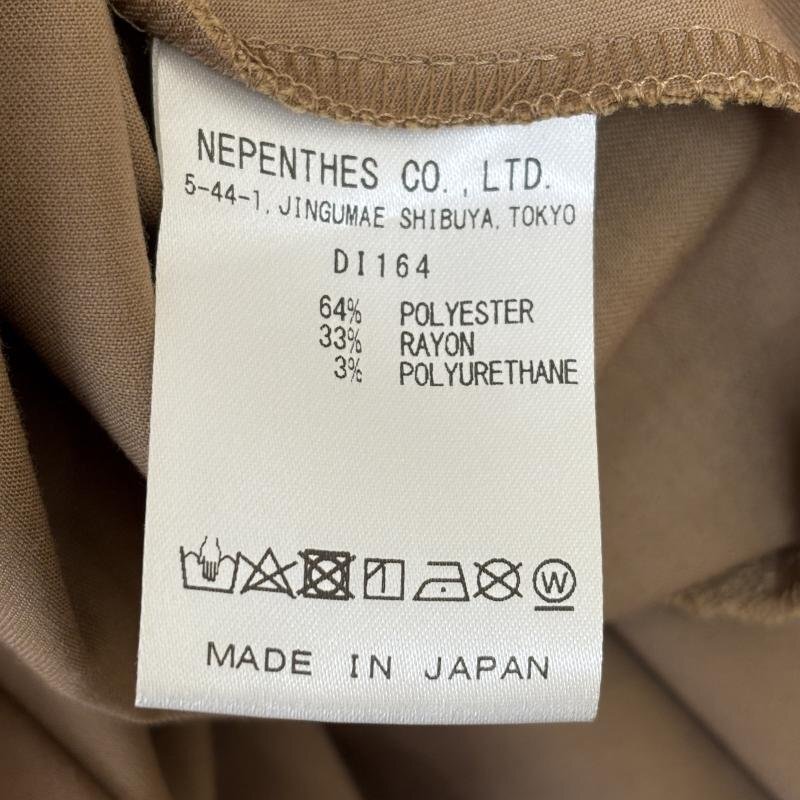 NEPENTHES CO., LTD.
5-44-1, JINGUMAE SHIBUYA, TOKYO
DI164
64% POLYESTER
33% RAYON
3% POLYURETHANE
W
MADE IN JAPAN